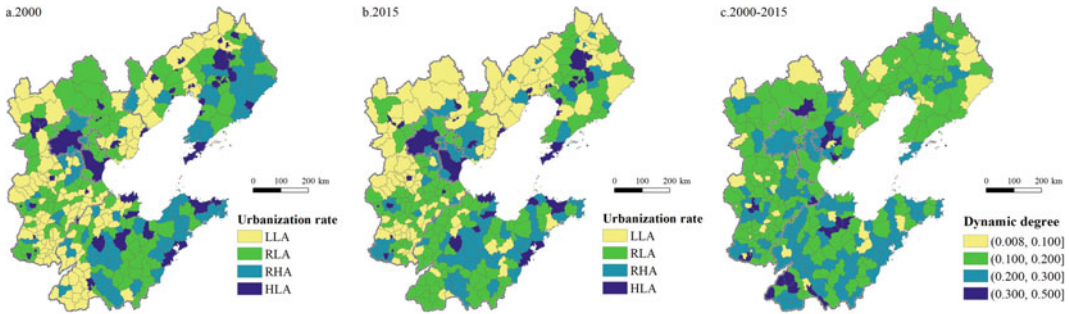 a.2000
0 100 200 km
Urbanization rate
LLA
RLA
RHA
HLA
b.2015
0 100 200 km
Urbanization rate
LLA
RLA
RHA
HLA
c.2000-2015
0 100 200 km
Dynamic degree
(0.008, 0.100]
(0.100, 0.200]
(0.200, 0.300]
(0.300, 0.500]